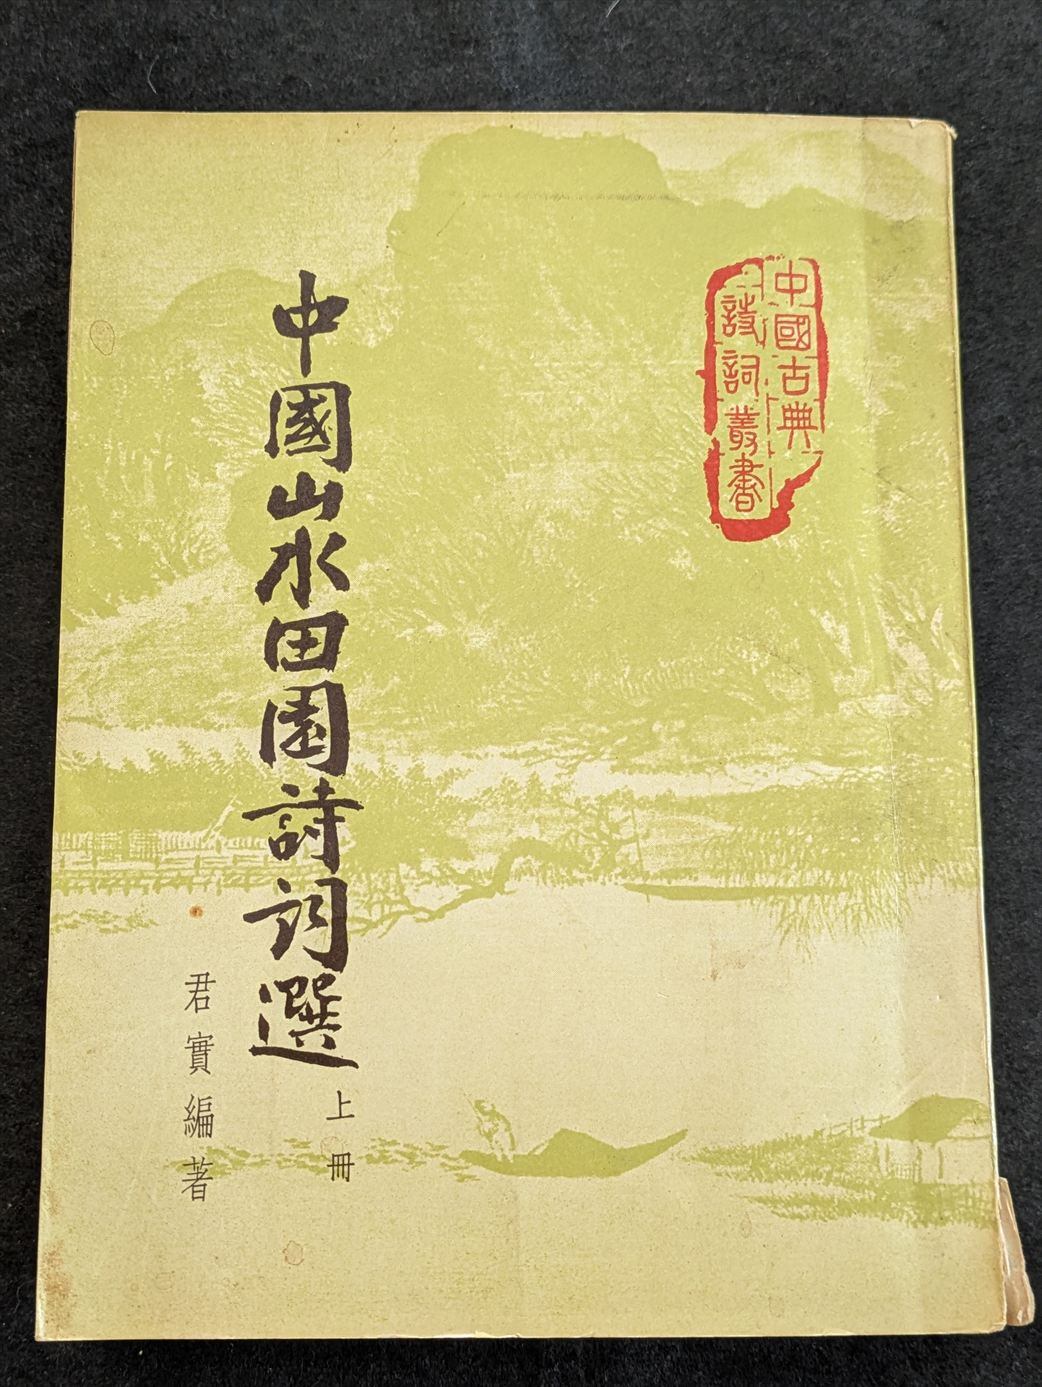 中國古典
詩詞叢書
中國山水田園詩詞選
上冊
君實編著